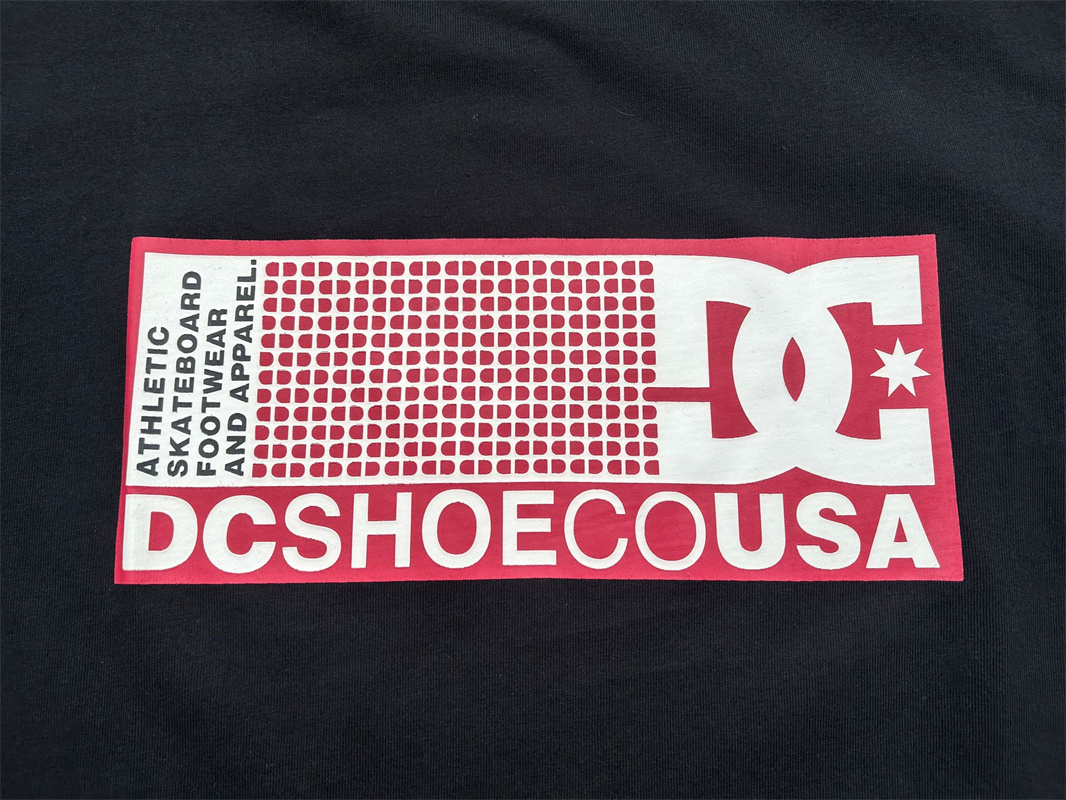 ATHLETIC
SKATEBOARD
FOOTWEAR
AND APPAREL.
DC
DCSHOECOUSA